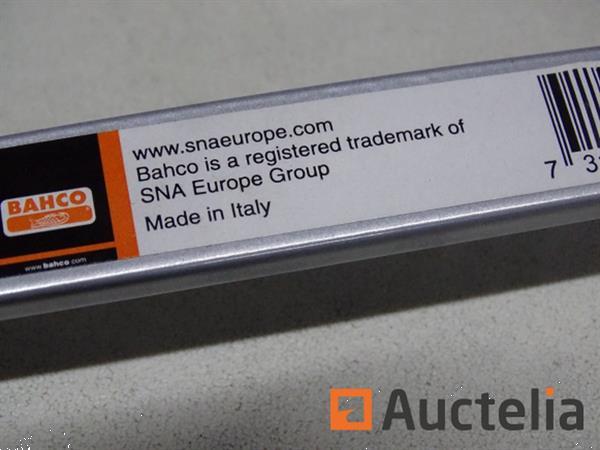 www.snaeurope.com
Bahco is a registered trademark of
SNA Europe Group
Made in Italy
BAHCO
www.bahco.com
7
Auctelia